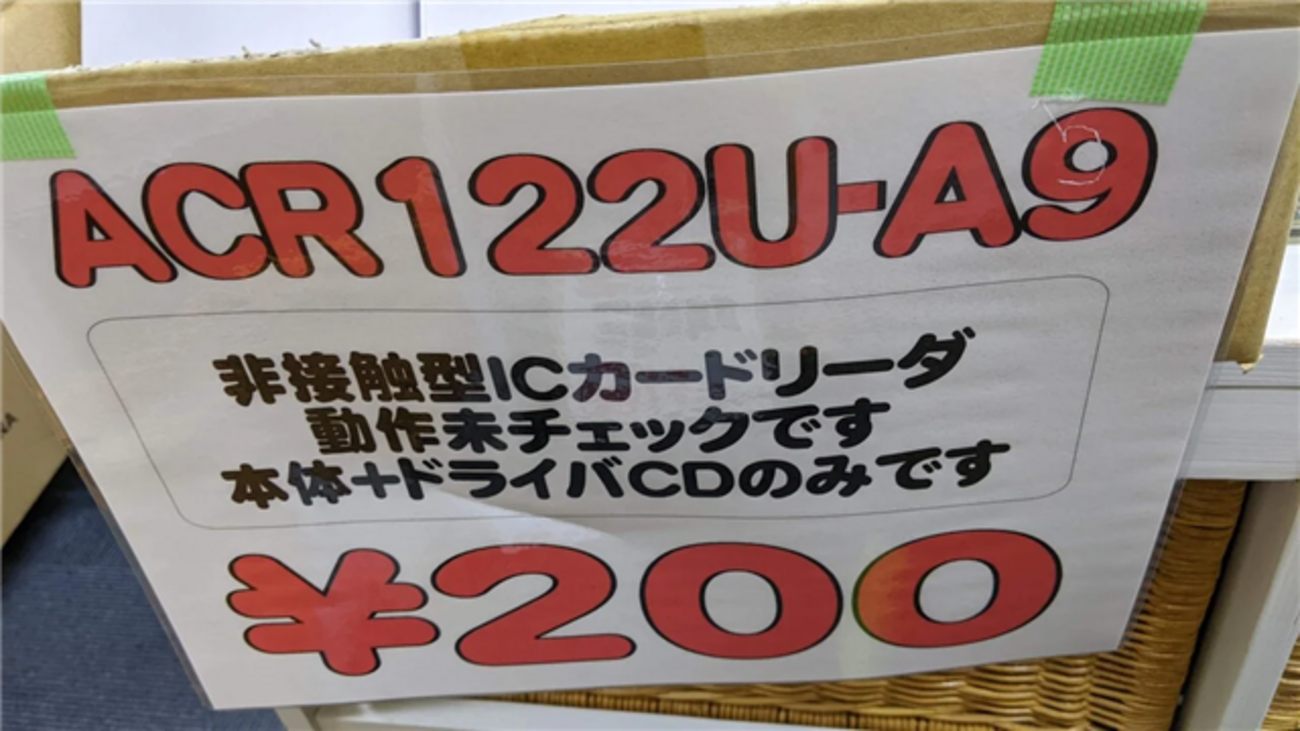 ACR122U-A9
非接触型ICカードリーダ
動作未チェックです
本体+ドライバCDのみです
¥200